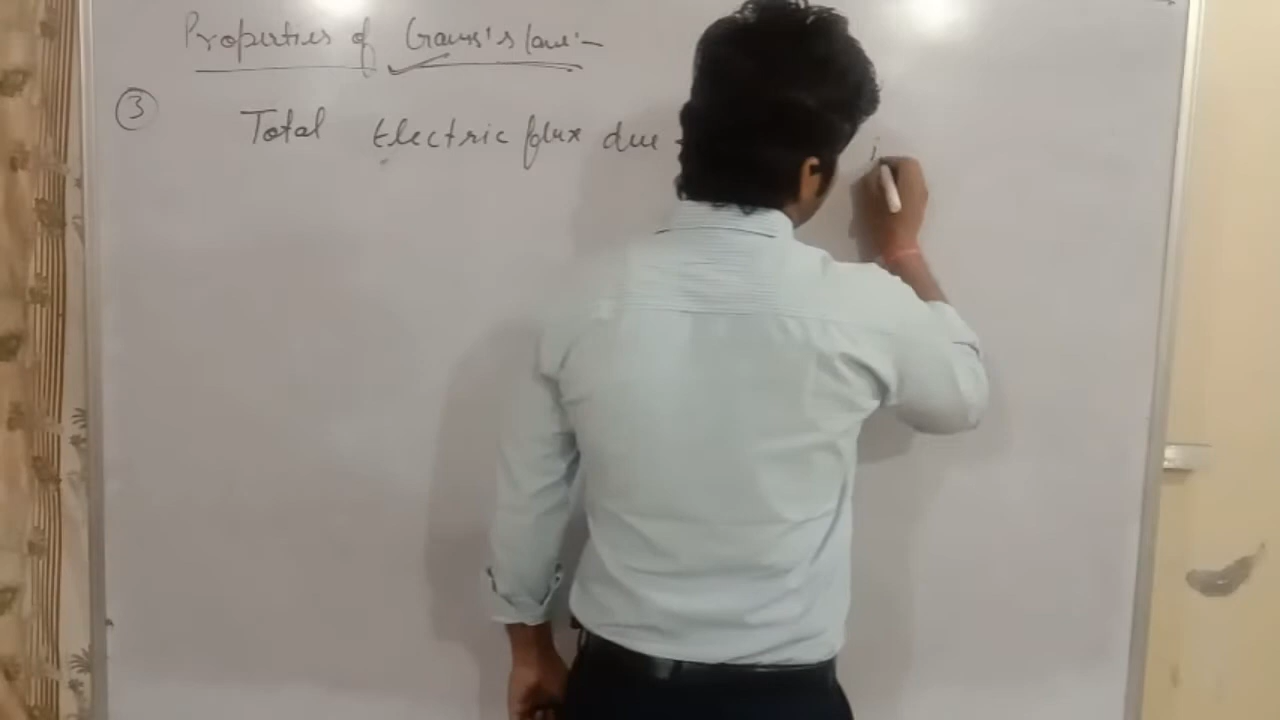 Properties of Gauss's law:-
③ Total Electric flux due